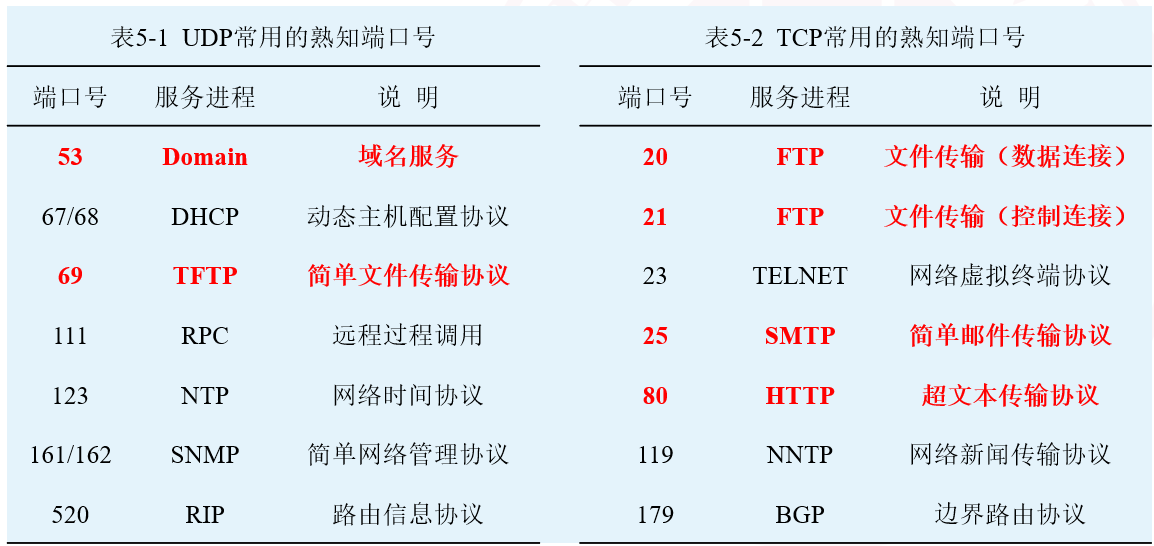 表5-1 UDP常用的熟知端口号
端口号 服务进程 说 明
53 Domain 域名服务
67/68 DHCP 动态主机配置协议
69 TFTP 简单文件传输协议
111 RPC 远程过程调用
123 NTP 网络时间协议
161/162 SNMP 简单网络管理协议
520 RIP 路由信息协议
表5-2 TCP常用的熟知端口号
端口号 服务进程 说 明
20 FTP 文件传输（数据连接）
21 FTP 文件传输（控制连接）
23 TELNET 网络虚拟终端协议
25 SMTP 简单邮件传输协议
80 HTTP 超文本传输协议
119 NNTP 网络新闻传输协议
179 BGP 边界路由协议